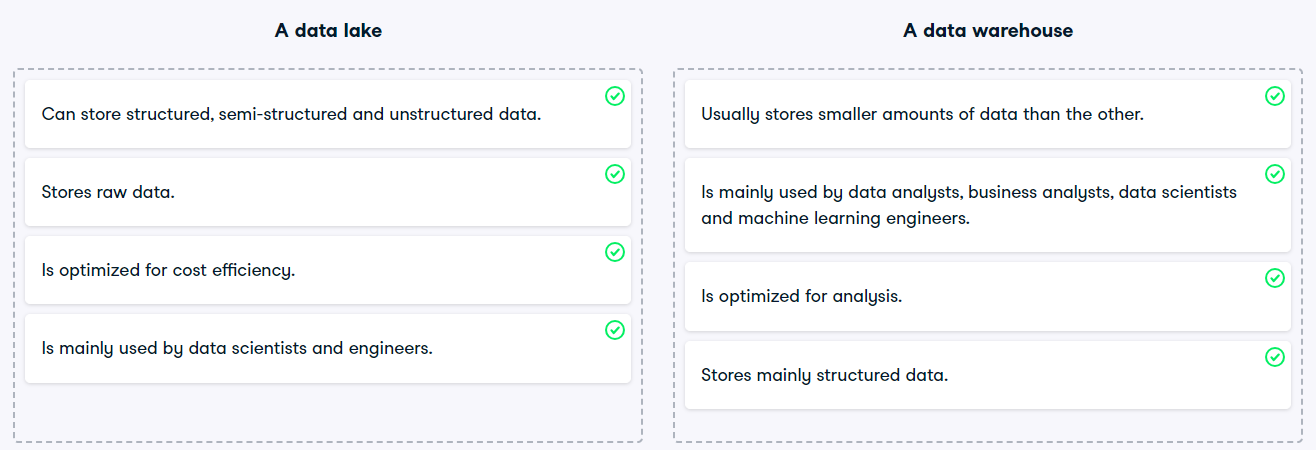 A data lake
Can store structured, semi-structured and unstructured data.
Stores raw data.
Is optimized for cost efficiency.
Is mainly used by data scientists and engineers.
A data warehouse
Usually stores smaller amounts of data than the other.
Is mainly used by data analysts, business analysts, data scientists
and machine learning engineers.
Is optimized for analysis.
Stores mainly structured data.